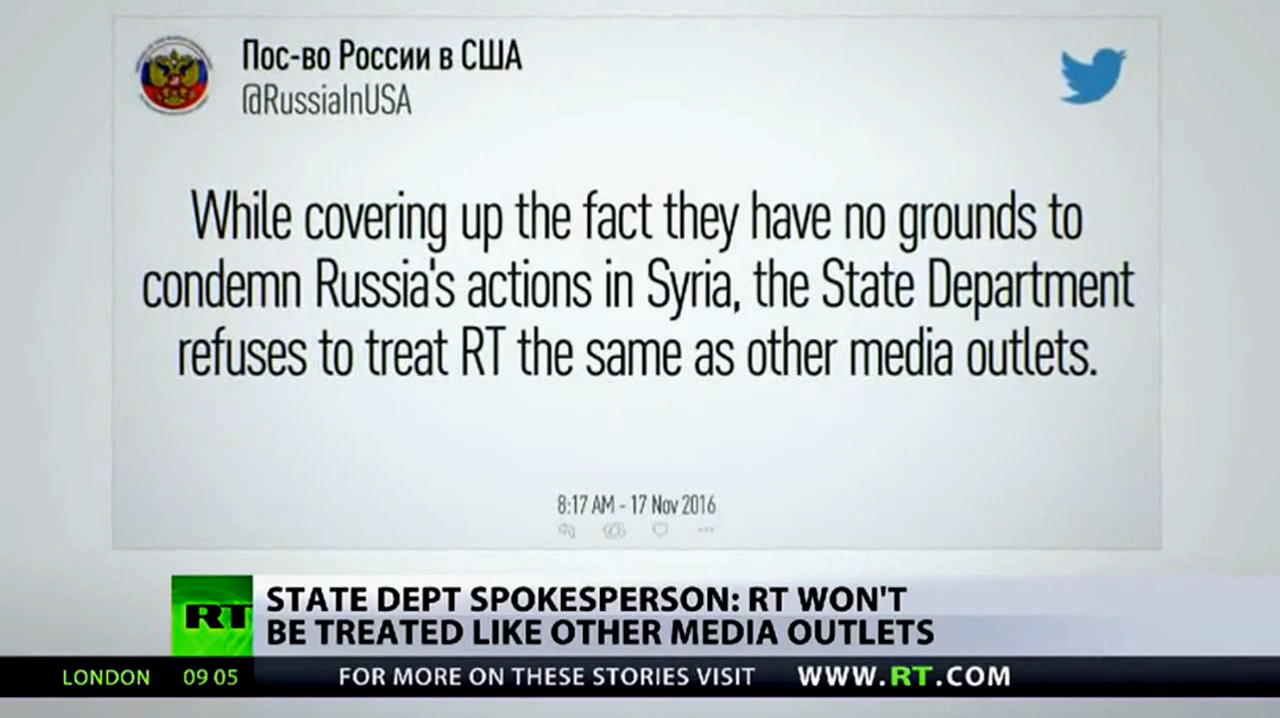 Пос-во России в США
@RussiaInUSA
While covering up the fact they have no grounds to
condemn Russia's actions in Syria, the State Department
refuses to treat RT the same as other media outlets.
8:17 AM - 17 Nov 2016
RT
STATE DEPT SPOKESPERSON: RT WON'T
BE TREATED LIKE OTHER MEDIA OUTLETS
LONDON 09 05 FOR MORE ON THESE STORIES VISIT WWW.RT.COM